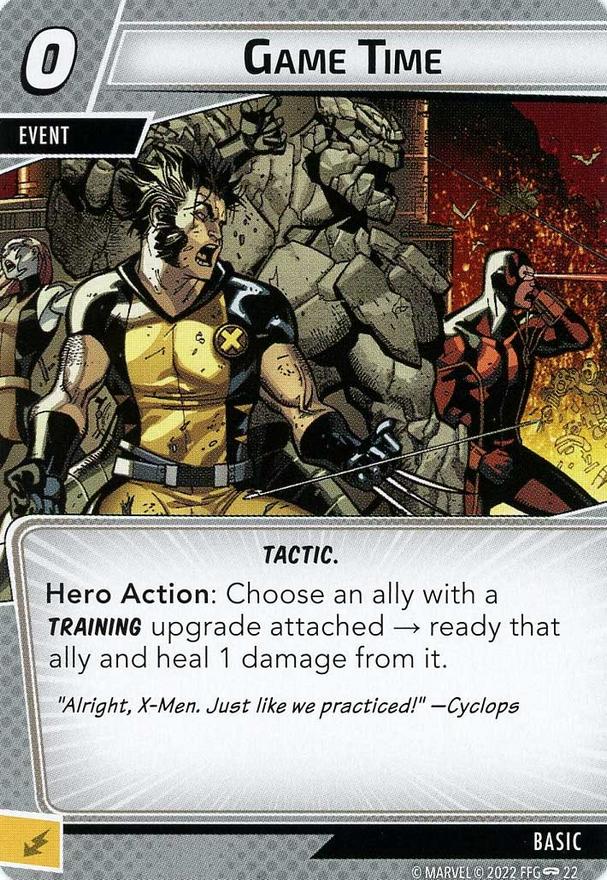 0
GAME TIME
EVENT
X
TACTIC.
Hero Action: Choose an ally with a
TRAINING upgrade attached → ready that
ally and heal 1 damage from it.
"Alright, X-Men. Just like we practiced!" —Cyclops
BASIC
© MARVEL © 2022 FFG 22